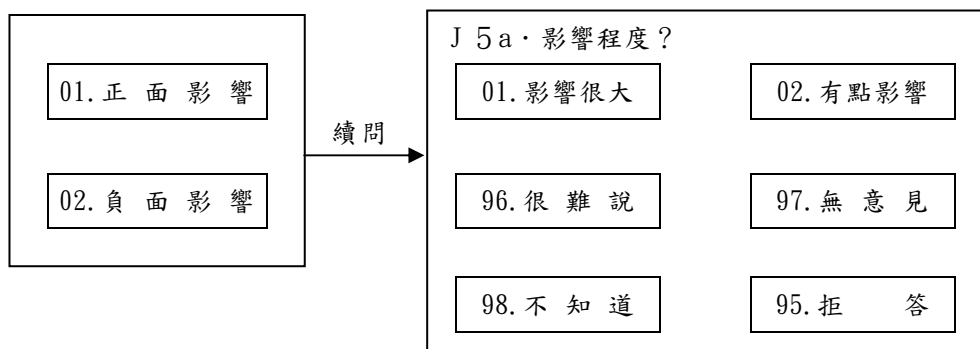 01.正面影響
02.負面影響
續問
J 5a.影響程度？
01.影響很大
02.有點影響
96.很難說
97.無意見
98.不知道
95.拒 答